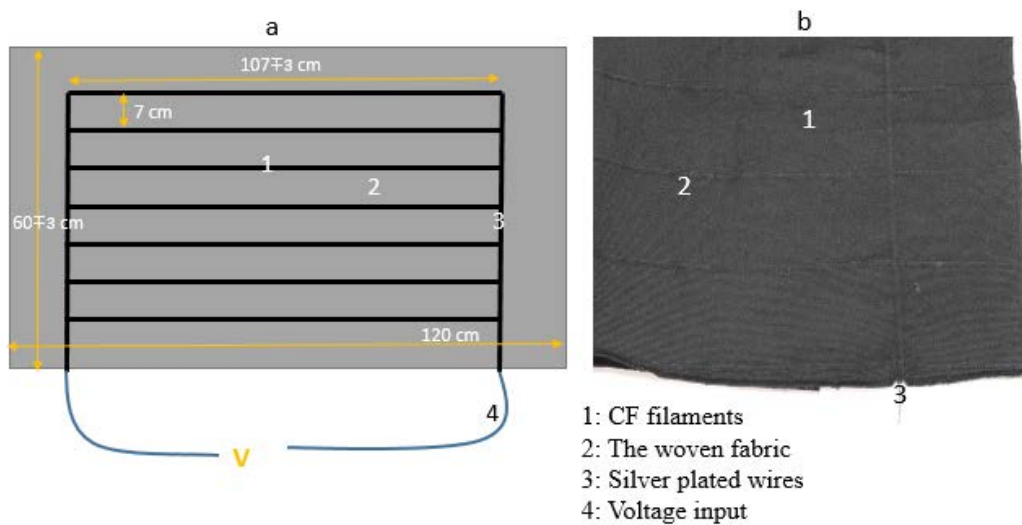 a
107∓3 cm
7 cm
1
2
60∓3 cm
3
120 cm
4
V
b
1
2
3
1: CF filaments
2: The woven fabric
3: Silver plated wires
4: Voltage input